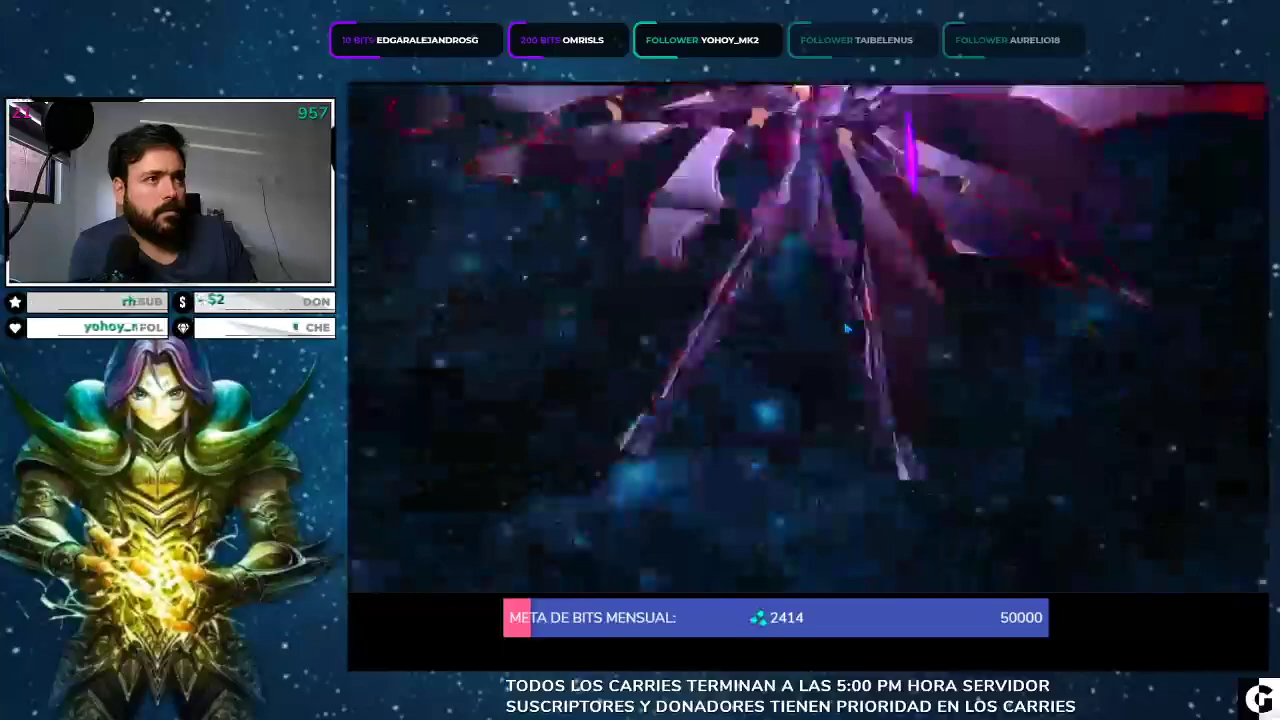 10 BITS EDGARALEJANDROSG
200 BITS OMRISLS
FOLLOWER YOHOY_MK2
FOLLOWER TAIBELENUS
FOLLOWER AURELIO18
21
957
rh SUB
$ $2 DON
yohoy_ FOL
CHE
META DE BITS MENSUAL: 2414 50000
TODOS LOS CARRIES TERMINAN A LAS 5:00 PM HORA SERVIDOR
SUSCRIPTORES Y DONADORES TIENEN PRIORIDAD EN LOS CARRIES
G